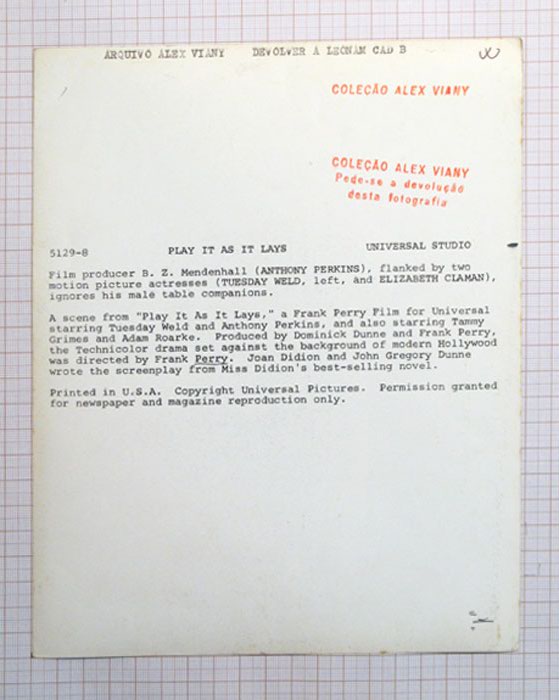 ARQUIVO ALEX VIANY DEVOLVER A LEONAM CAD B
COLEÇÃO ALEX VIANY
COLEÇÃO ALEX VIANY
Pede-se a devolução
desta fotografia
5129-8 PLAY IT AS IT LAYS UNIVERSAL STUDIO
Film producer B. Z. Mendenhall (ANTHONY PERKINS), flanked by two
motion picture actresses (TUESDAY WELD, left, and ELIZABETH CLAMAN),
ignores his male table companions.
A scene from "Play It As It Lays," a Frank Perry Film for Universal
starring Tuesday Weld and Anthony Perkins, and also starring Tammy
Grimes and Adam Roarke. Produced by Dominick Dunne and Frank Perry,
the Technicolor drama set against the background of modern Hollywood
was directed by Frank Perry. Joan Didion and John Gregory Dunne
wrote the screenplay from Miss Didion's best-selling novel.
Printed in U.S.A. Copyright Universal Pictures. Permission granted
for newspaper and magazine reproduction only.